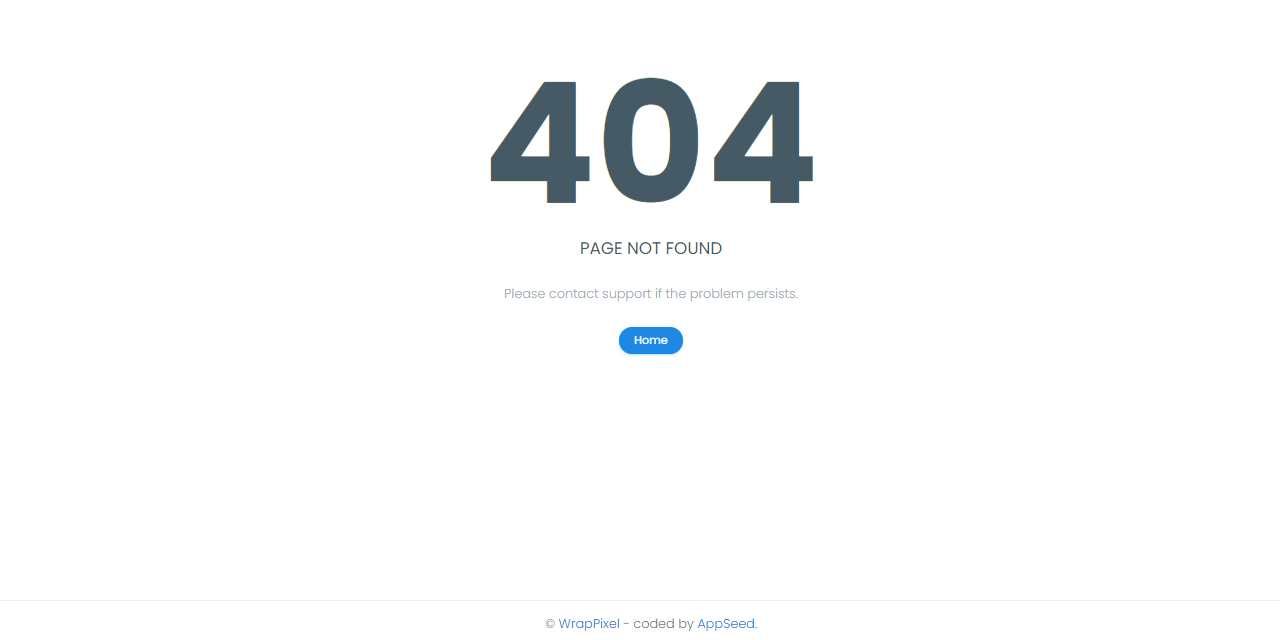 404
PAGE NOT FOUND
Please contact support if the problem persists.
Home
© WrapPixel - coded by AppSeed.